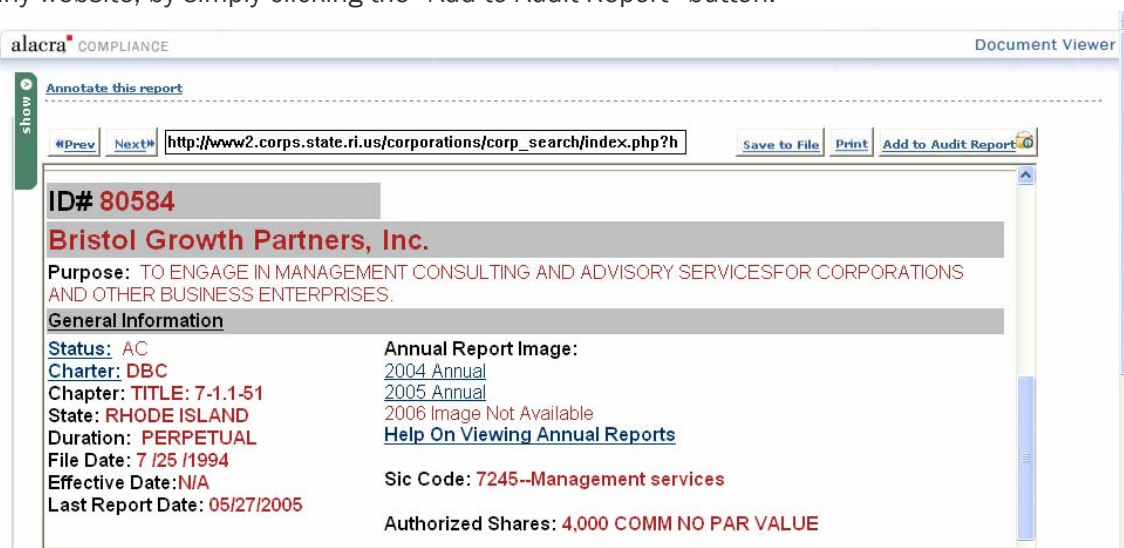 any website, by simply clicking the "Add to Audit Report" button.
alacra COMPLIANCE
Document Viewer
show
Annotate this report
«Prev Next» http://www2.corps.state.ri.us/corporations/corp_search/index.php?h Save to File Print Add to Audit Report
ID# 80584
Bristol Growth Partners, Inc.
Purpose: TO ENGAGE IN MANAGEMENT CONSULTING AND ADVISORY SERVICESFOR CORPORATIONS
AND OTHER BUSINESS ENTERPRISES.
General Information
Status: AC
Charter: DBC
Chapter: TITLE: 7-1.1-51
State: RHODE ISLAND
Duration: PERPETUAL
File Date: 7 /25 /1994
Effective Date:N/A
Last Report Date: 05/27/2005
Annual Report Image:
2004 Annual
2005 Annual
2006 Image Not Available
Help On Viewing Annual Reports
Sic Code: 7245--Management services
Authorized Shares: 4,000 COMM NO PAR VALUE